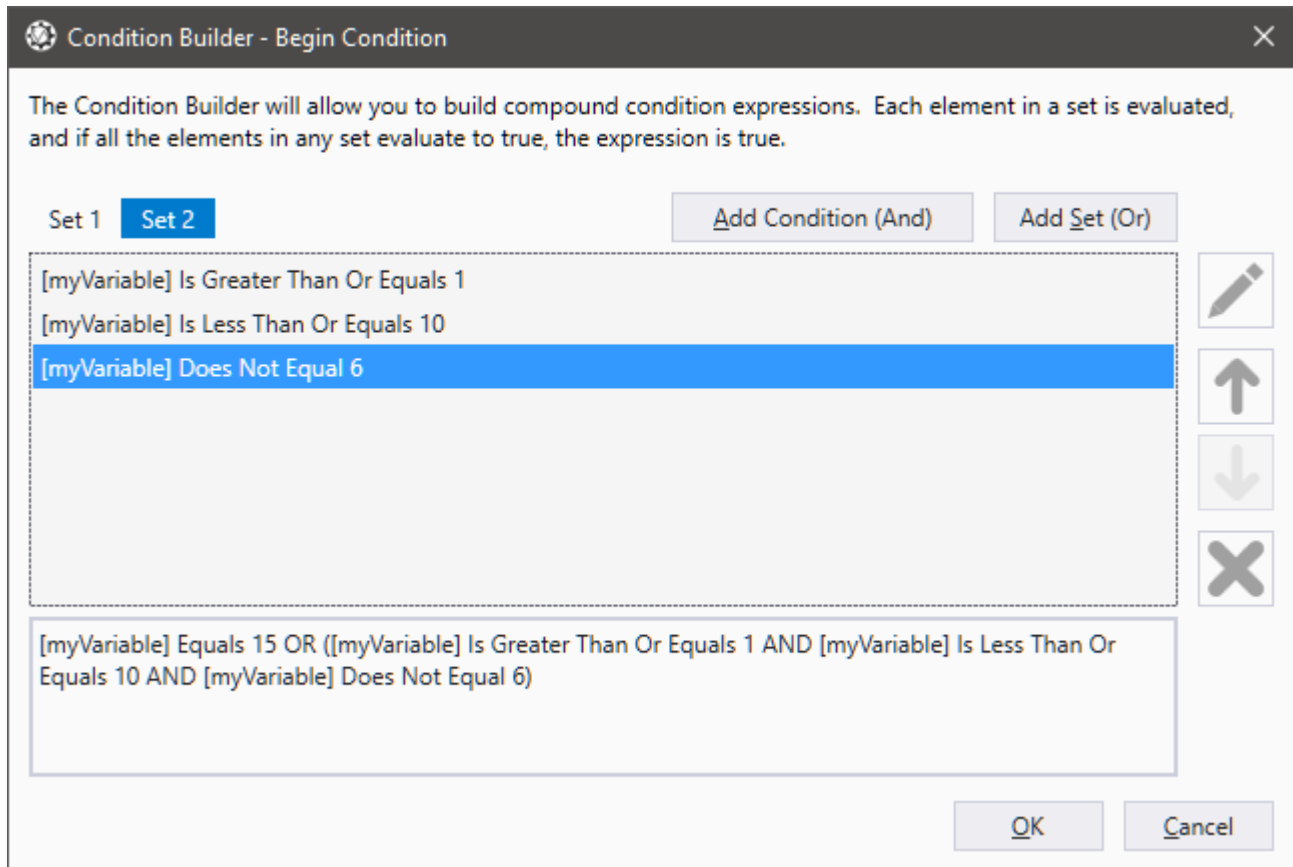 Condition Builder - Begin Condition
The Condition Builder will allow you to build compound condition expressions.  Each element in a set is evaluated,
and if all the elements in any set evaluate to true, the expression is true.
Set 1 Set 2 Add Condition (And) Add Set (Or)
[myVariable] Is Greater Than Or Equals 1
[myVariable] Is Less Than Or Equals 10
[myVariable] Does Not Equal 6
[myVariable] Equals 15 OR ([myVariable] Is Greater Than Or Equals 1 AND [myVariable] Is Less Than Or
Equals 10 AND [myVariable] Does Not Equal 6)
OK Cancel